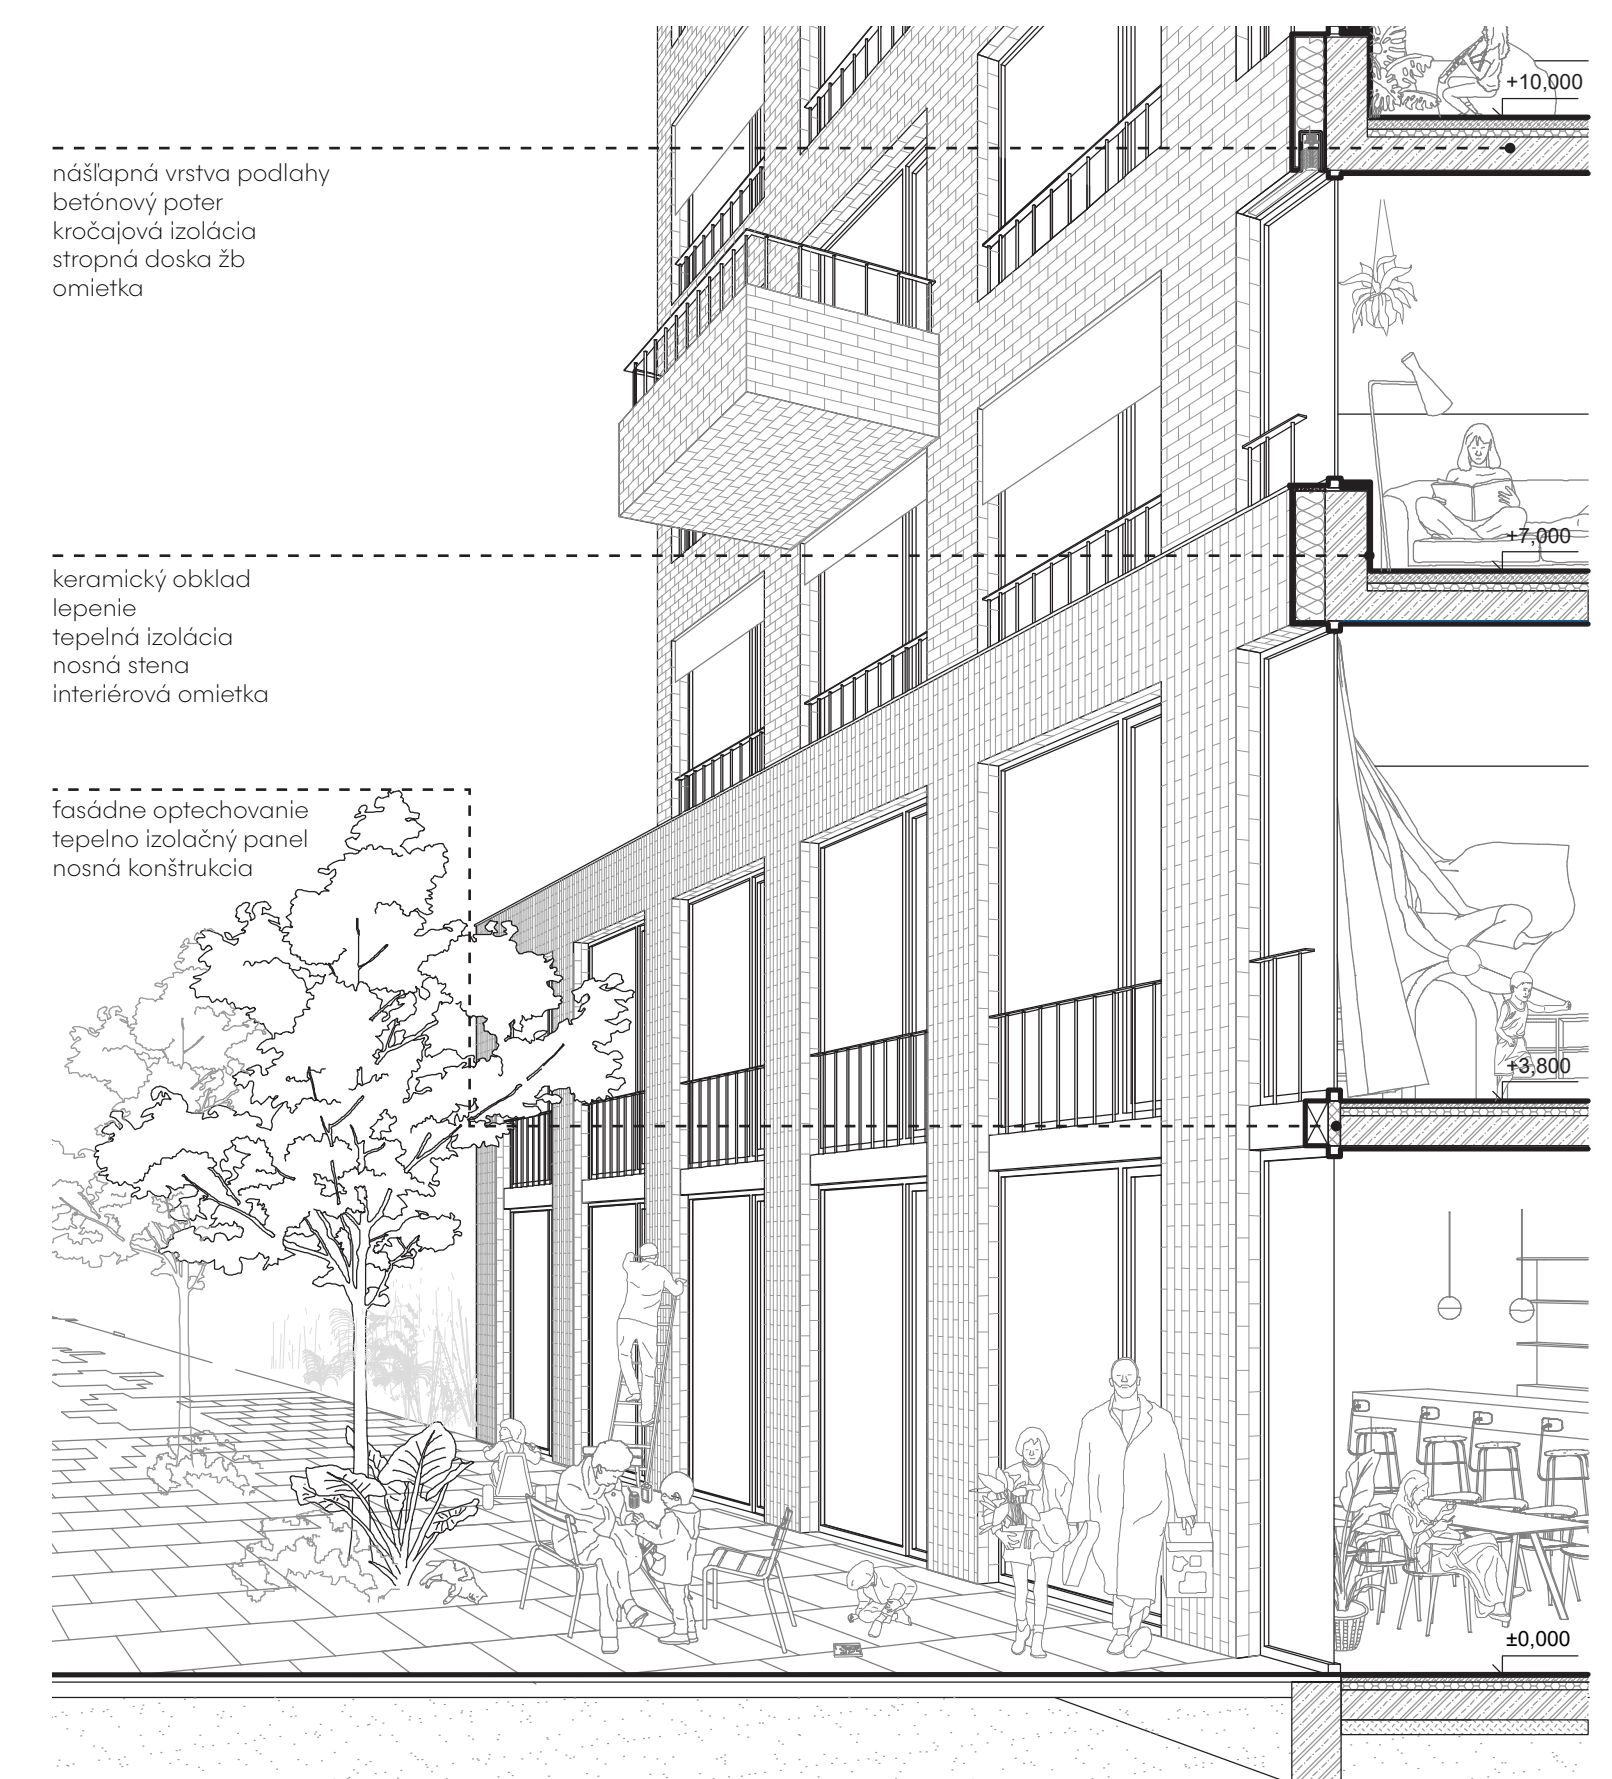 +10,000
nášľapná vrstva podlahy
betónový poter
kročajová izolácia
stropná doska žb
omietka
+7,000
keramický obklad
lepenie
tepelná izolácia
nosná stena
interiérová omietka
fasádne optechovanie
tepelno izolačný panel
nosná konštrukcia
+3,800
±0,000